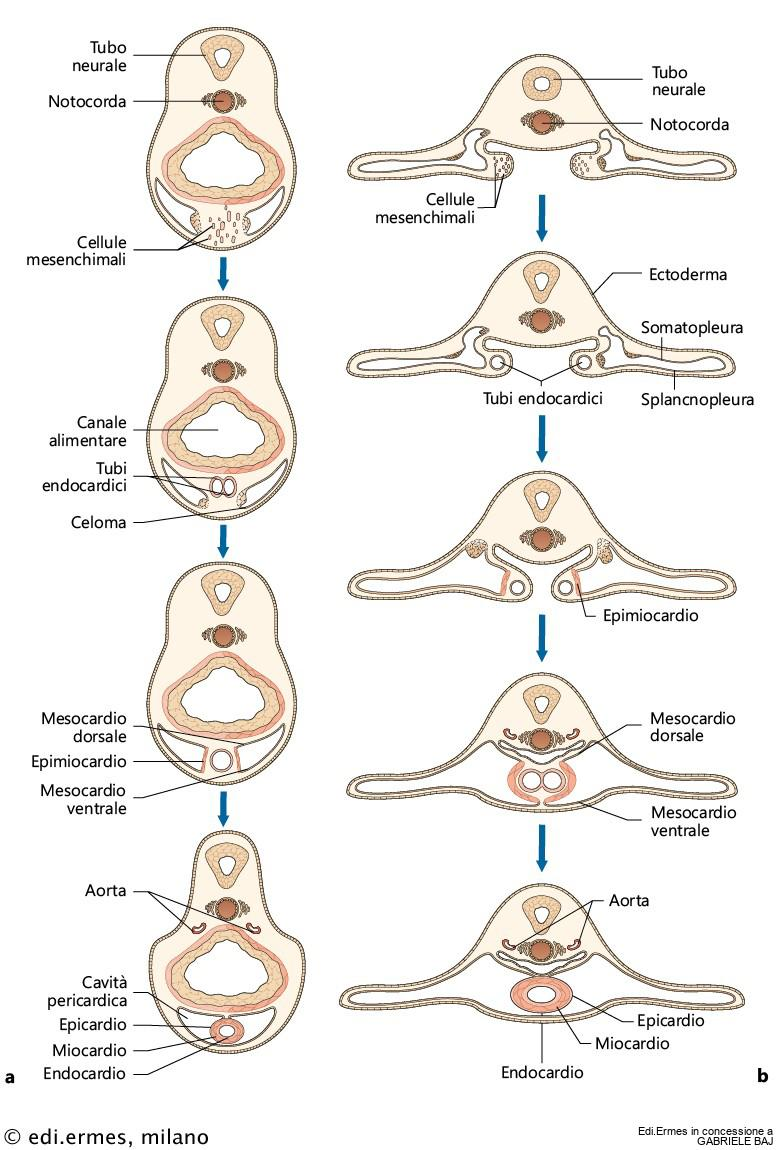 Tubo
neurale
Notocorda
Cellule
mesenchimali
Canale
alimentare
Tubi
endocardici
Celoma
Mesocardio
dorsale
Epimiocardio
Mesocardio
ventrale
Aorta
Cavità
pericardica
Epicardio
Miocardio
Endocardio
a
Tubo
neurale
Notocorda
Cellule
mesenchimali
Ectoderma
Somatopleura
Tubi endocardici
Splancnopleura
Epimiocardio
Mesocardio
dorsale
Mesocardio
ventrale
Aorta
Epicardio
Miocardio
Endocardio
b
© edi.ermes, milano
Edi.Ermes in concessione a
GABRIELE BAJ